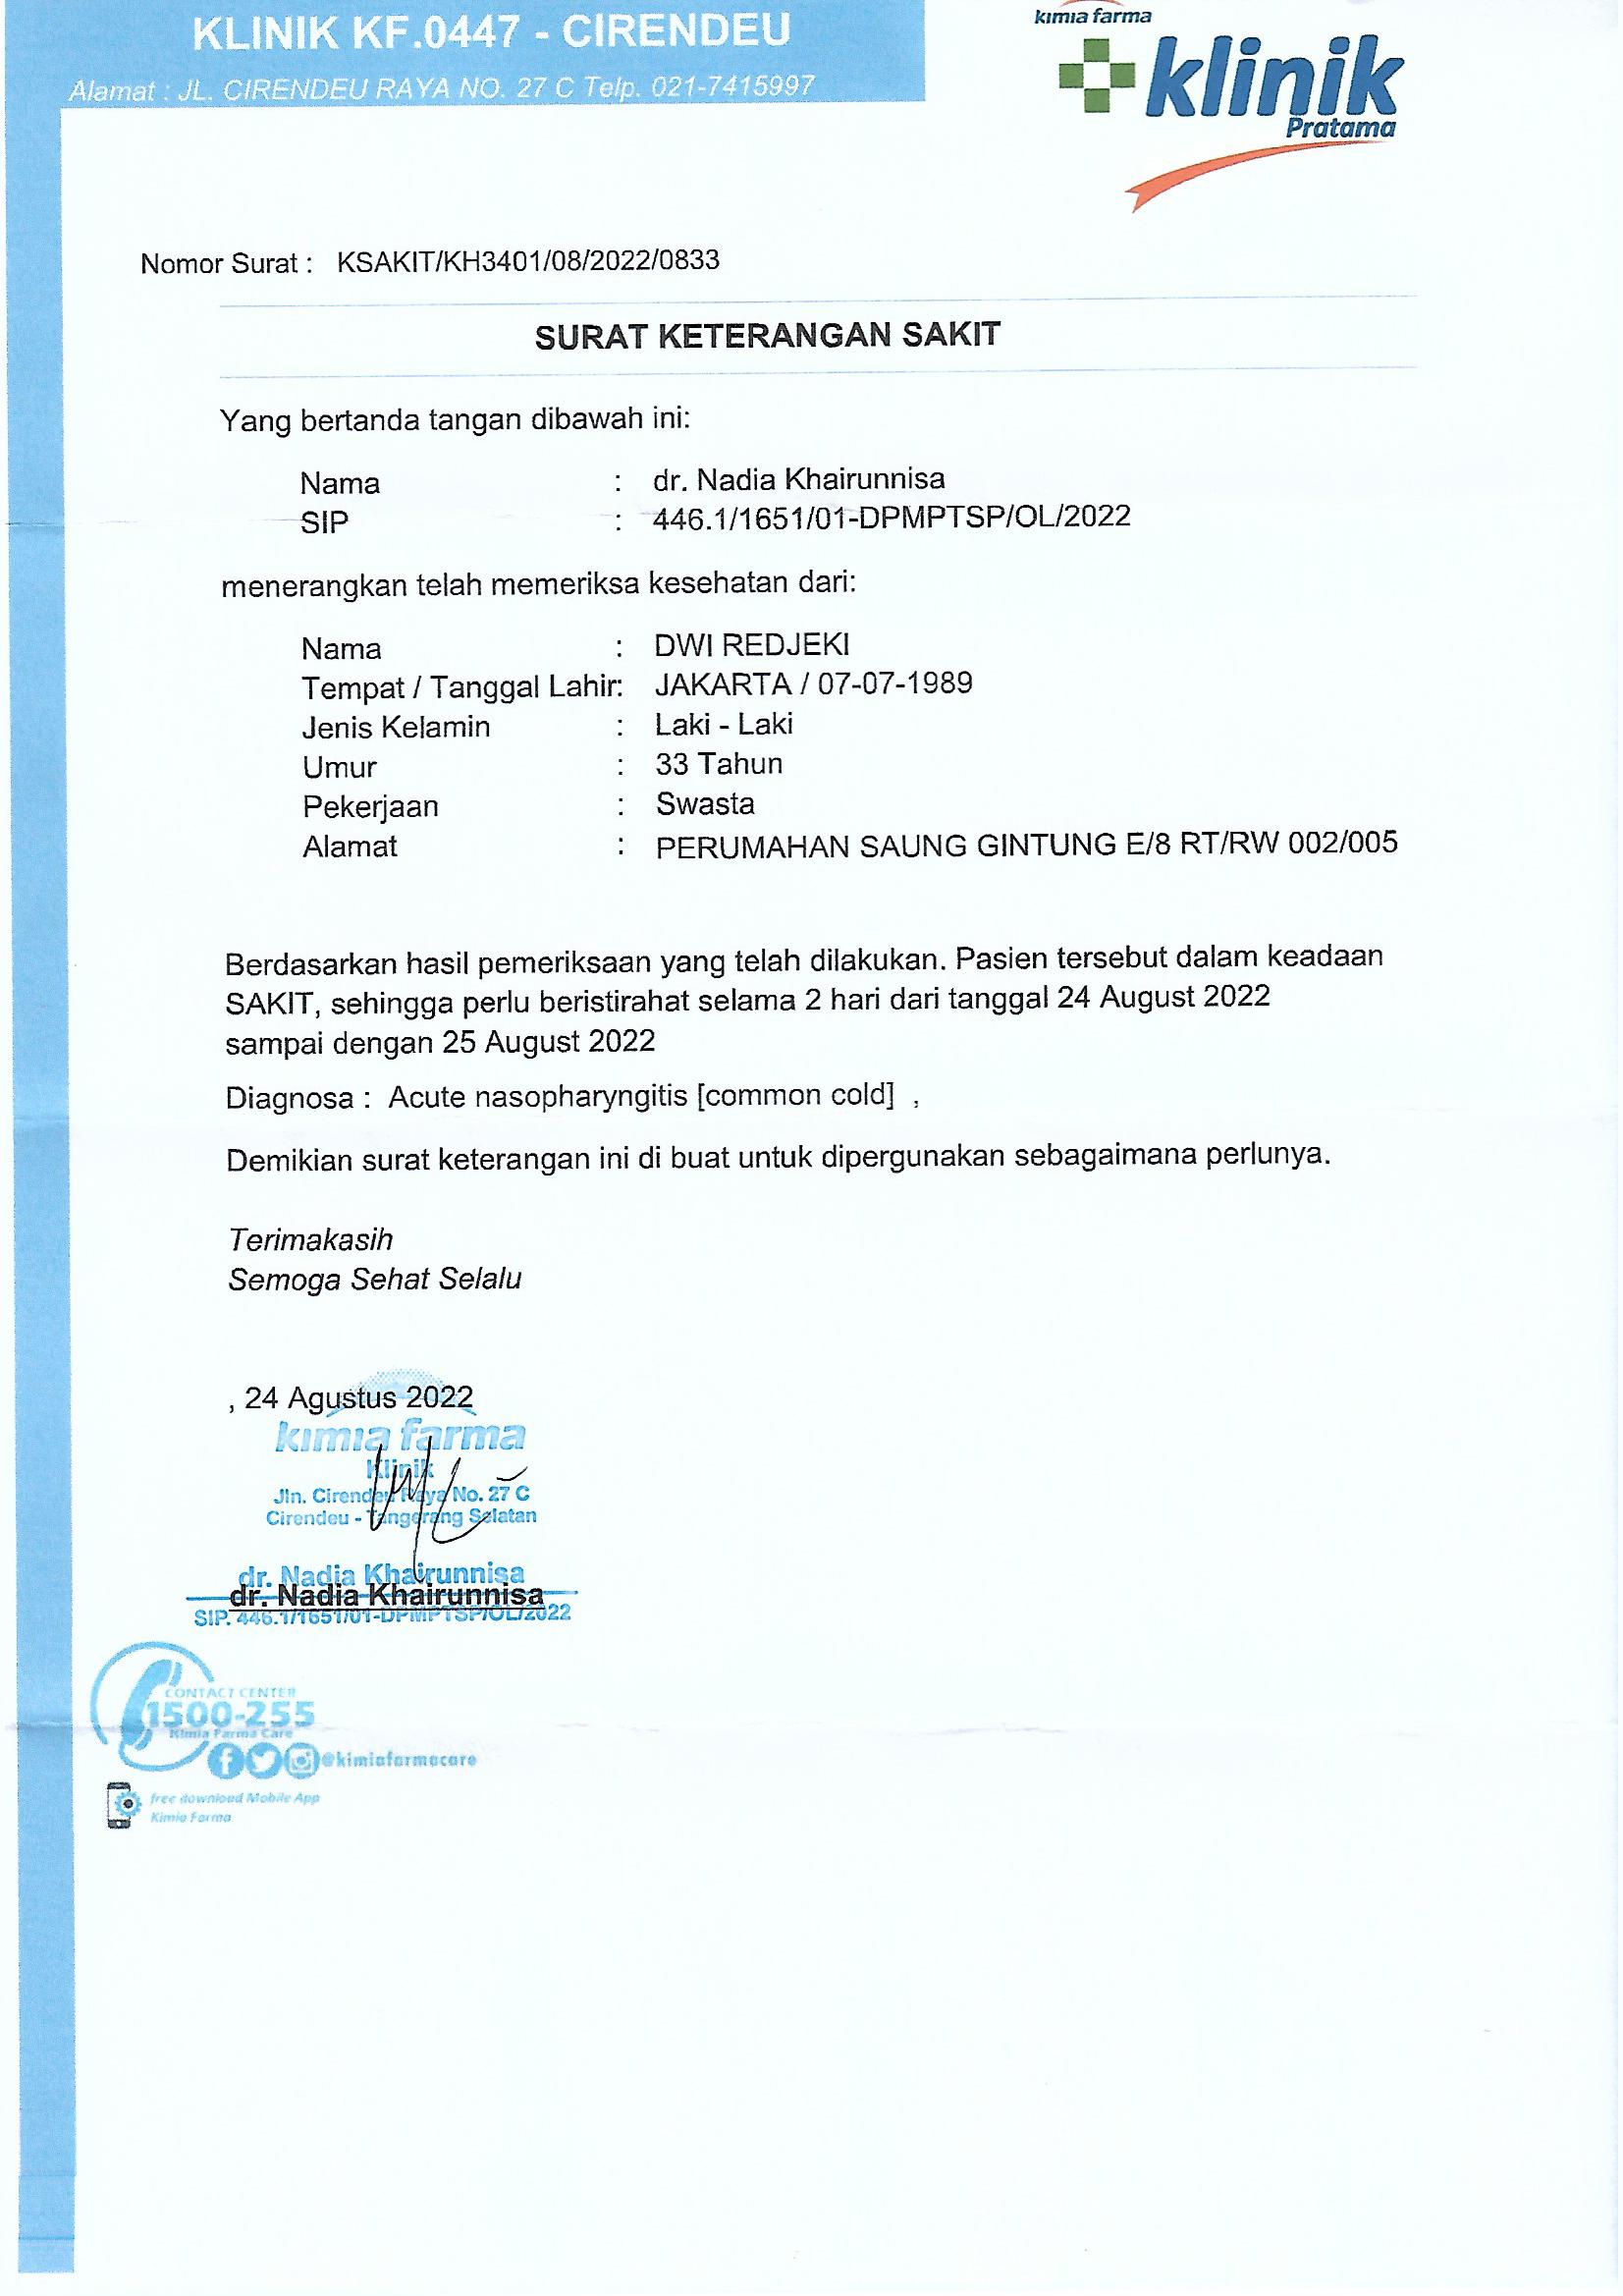 KLINIK KF.0447 - CIRENDEU
Alamat : JL. CIRENDEU RAYA NO. 27 C Telp. 021-7415997
kimia farma
klinik
Pratama
Nomor Surat : KSAKIT/KH3401/08/2022/0833
SURAT KETERANGAN SAKIT
Yang bertanda tangan dibawah ini:
Nama : dr. Nadia Khairunnisa
SIP : 446.1/1651/01-DPMPTSP/OL/2022
menerangkan telah memeriksa kesehatan dari:
Nama : DWI REDJEKI
Tempat / Tanggal Lahir: JAKARTA / 07-07-1989
Jenis Kelamin : Laki - Laki
Umur : 33 Tahun
Pekerjaan : Swasta
Alamat : PERUMAHAN SAUNG GINTUNG E/8 RT/RW 002/005
Berdasarkan hasil pemeriksaan yang telah dilakukan. Pasien tersebut dalam keadaan
SAKIT, sehingga perlu beristirahat selama 2 hari dari tanggal 24 August 2022
sampai dengan 25 August 2022
Diagnosa : Acute nasopharyngitis [common cold] ,
Demikian surat keterangan ini di buat untuk dipergunakan sebagaimana perlunya.
Terimakasih
Semoga Sehat Selalu
, 24 Agustus 2022
kimia farma
Klinik
Jln. Cirendeu Raya No. 27 C
Cirendeu - Tangerang Selatan
dr. Nadia Khairunnisa
dr. Nadia Khairunnisa
SIP. 446.1/1651/01-DPMPTSP/OL/2022
CONTACT CENTER
1500-255
Kimia Farma Care
@kimiafarmacare
free download Mobile App
Kimia Farma